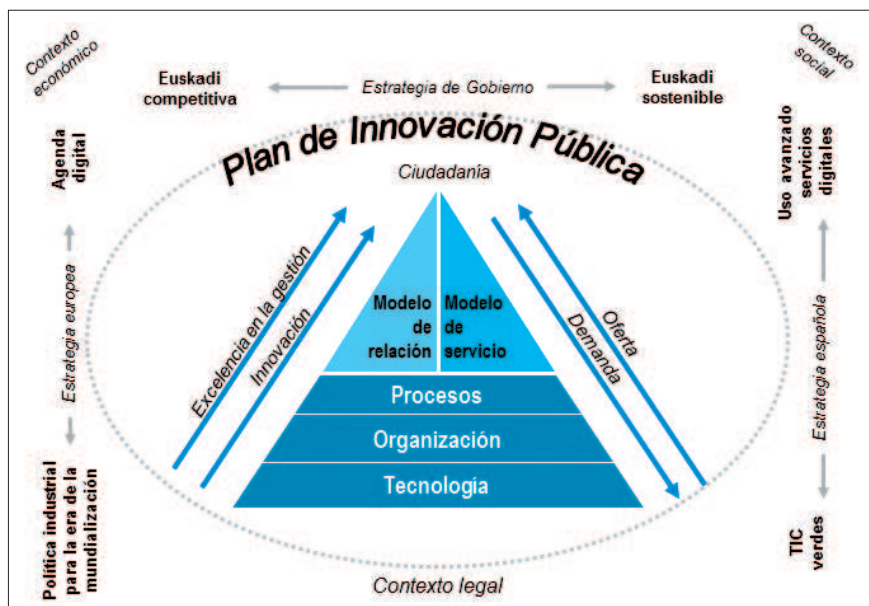 Contexto
económico
Euskadi
competitiva
Estrategia de Gobierno
Euskadi
sostenible
Contexto
social
Plan de Innovación Pública
Ciudadanía
Agenda
digital
Estrategia europea
Política industrial
para la era de la
mundialización
Excelencia en la gestión
Innovación
Modelo
de
relación
Modelo
de
servicio
Procesos
Organización
Tecnología
Oferta
Demanda
Uso avanzado
servicios
digitales
Estrategia española
TIC
verdes
Contexto legal